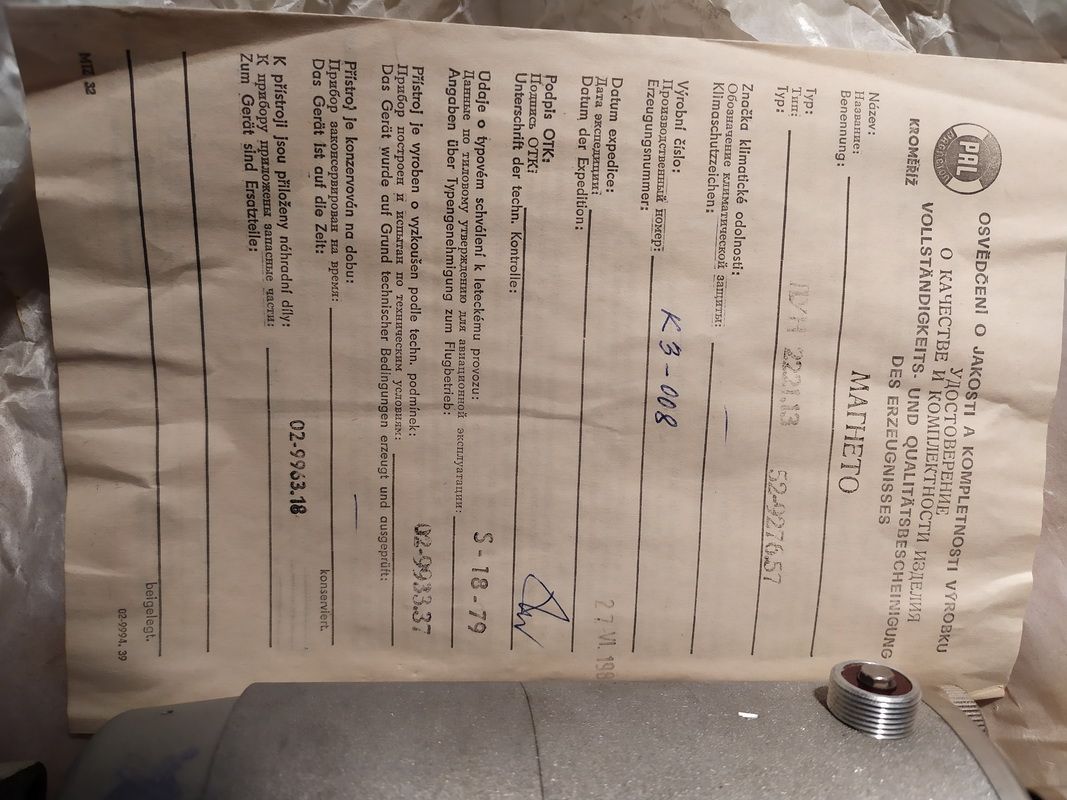 PAL
KROMĚŘÍŽ
OSVĚDČENÍ O JAKOSTI A KOMPLETNOSTI VÝROBKU
УДОСТОВЕРЕНИЕ
О КАЧЕСТВЕ И КОМПЛЕКТНОСТИ ИЗДЕЛИЯ
VOLLSTÄNDIGKEITS- UND QUALITÄTSBESCHEINIGUNG
DES ERZEUGNISSES
Název:
Название:
Benennung:
МАГНЕТО
Typ:
Тип:
Typ:
ЛУН 2221.13 52.9276.57
Značka klimatické odolnosti:
Обозначение климатической защиты:
Klimaschutzzeichen:
—
Výrobní číslo:
Производственный номер:
Erzeugungsnummer:
K 3 - 008
Datum expedice:
Дата экспедиции:
Datum der Expedition:
27. VI. 198
Podpis OTK:
Подпись ОТК:
Unterschrift der techn. Kontrolle:
Údaje o typovém schválení k leteckému provozu:
Данные по типовому утверждению для авиационной эксплуатации:
Angaben über Typengenehmigung zum Flugbetrieb:
S - 18 - 79
Přístroj je vyroben o vyzkoušen podle techn. podmínek:
Прибор построен и испытан по техническим условиям:
Das Gerät wurde auf Grund technischer Bedingungen erzeugt und ausgeprüft:
02-9933.37
Přístroj je konzervován na dobu:
Прибор законсервирован на время:
Das Gerät ist auf die Zeit:
—
konserviert.
K přístroji jsou přiloženy náhradní díly:
К прибору приложены запасные части:
Zum Gerät sind Ersatzteile:
02-9963.18
beigelegt.
MTZ 32
02-9994. 39